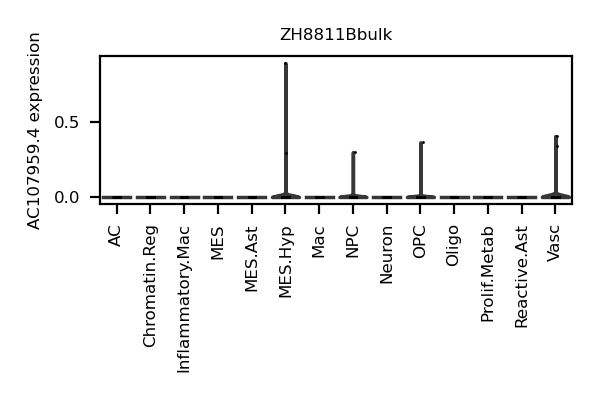 ZH8811Bbulk
AC107959.4 expression
0.5
0.0
AC
Chromatin.Reg
Inflammatory.Mac
MES
MES.Ast
MES.Hyp
Mac
NPC
Neuron
OPC
Oligo
Prolif.Metab
Reactive.Ast
Vasc